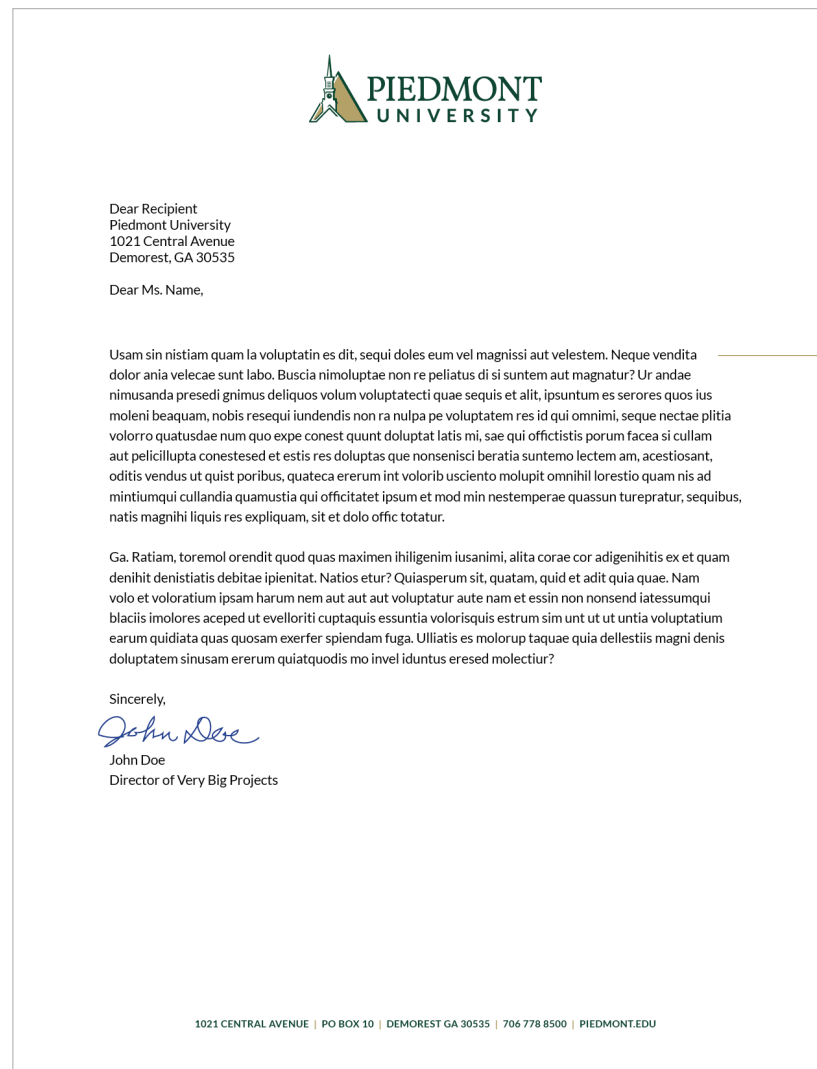 PIEDMONT
UNIVERSITY
Dear Recipient
Piedmont University
1021 Central Avenue
Demorest, GA 30535
Dear Ms. Name,
Usam sin nistiam quam la voluptatin es dit, sequi doles eum vel magnissi aut velestem. Neque vendita
dolor ania velecae sunt labo. Buscia nimoluptae non re peliatus di si suntem aut magnatur? Ur andae
nimusanda presedi gnimus deliquos volum voluptatecti quae sequis et alit, ipsuntum es serores quos ius
moleni beaquam, nobis resequi iundendis non ra nulpa pe voluptatem res id qui omnimi, seque nectae plitia
volorro quatusdae num quo expe conest quunt doluptat latis mi, sae qui offictistis porum facea si cullam
aut pelicillupta conestesed et estis res doluptas que nonsenisci beratia suntemo lectem am, acestiosant,
oditis vendus ut quist poribus, quateca ererum int volorib usciento molupit omnihil lorestio quam nis ad
mintiumqui cullandia quamustia qui officitatet ipsum et mod min nestemperae quassun turepratur, sequibus,
natis magnihi liquis res expliquam, sit et dolo offic totatur.
Ga. Ratiam, toremol orendit quod quas maximen ihiligenim iusanimi, alita corae cor adigenihitis ex et quam
denihit denistiatis debitae ipienitat. Natios etur? Quiasperum sit, quatam, quid et adit quia quae. Nam
volo et voloratium ipsam harum nem aut aut aut voluptatur aute nam et essin non nonsend iatessumqui
blaciis imolores aceped ut evelloriti cuptaquis essuntia volorisquis estrum sim unt ut ut untia voluptatium
earum quidiata quas quosam exerfer spiendam fuga. Ulliatis es molorup taquae quia dellestiis magni denis
doluptatem sinusam ererum quiatquodis mo invel iduntus eresed molectiur?
Sincerely,
John Doe
John Doe
Director of Very Big Projects
1021 CENTRAL AVENUE | PO BOX 10 | DEMOREST GA 30535 | 706 778 8500 | PIEDMONT.EDU